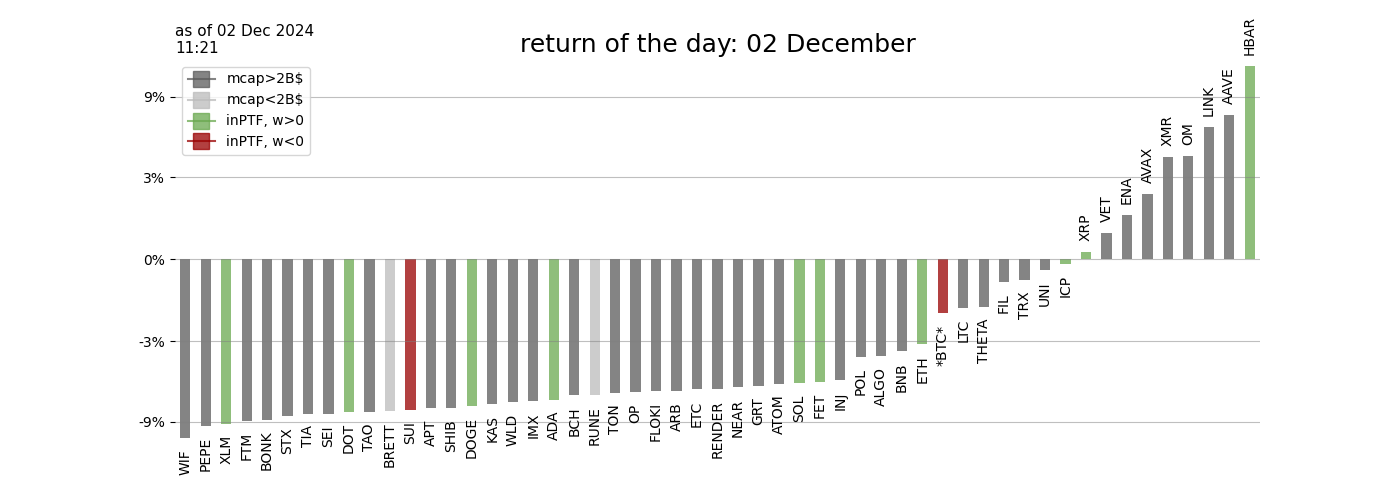 as of 02 Dec 2024
11:21
return of the day: 02 December
mcap>2B$
mcap<2B$
inPTF, w>0
inPTF, w<0
9%
3%
0%
-3%
-9%
WIF
PEPE
XLM
FTM
BONK
STX
TIA
SEI
DOT
TAO
BRETT
SUI
APT
SHIB
DOGE
KAS
WLD
IMX
ADA
BCH
RUNE
TON
OP
FLOKI
ARB
ETC
RENDER
NEAR
GRT
ATOM
SOL
FET
INJ
POL
ALGO
BNB
ETH
*BTC*
LTC
THETA
FIL
TRX
UNI
ICP
XRP
VET
ENA
AVAX
XMR
OM
LINK
AAVE
HBAR